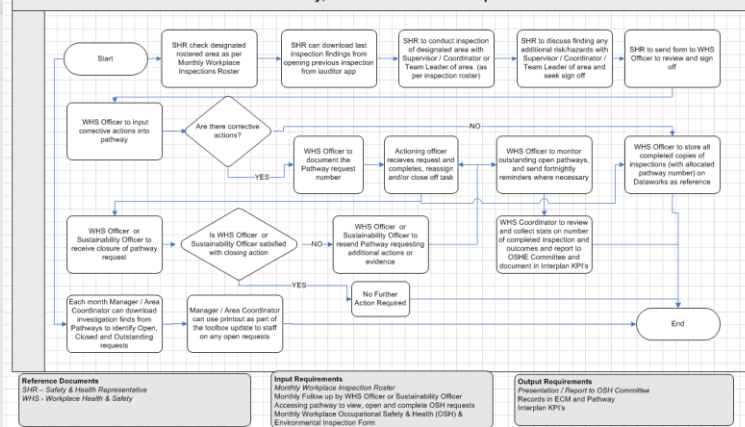 Start
SHR check designated
rostered area as per
Monthly Workplace
Inspections Roster
SHR can download last
inspection findings from
opening previous inspection
from iauditor app
SHR to conduct inspection
of designated area with
Supervisor / Coordinator or
Team Leader of area. (as
per inspection roster)
SHR to discuss finding any
additional risk/hazards with
Supervisor / Coordinator /
Team Leader of area and
seek sign off
SHR to send form to WHS
Officer to review and sign
off
WHS Officer to input
corrective actions into
pathway
Are there corrective
actions?
NO
YES
WHS Officer to
document the
Pathway request
number
Actioning officer
recieves request and
completes, reassign
and/or close off task
WHS Officer to monitor
outstanding open pathways,
and send fortnightly
reminders where necessary
WHS Officer to store all
completed copies of
inspections (with allocated
pathway number) on
Dataworks as reference
WHS Officer or
Sustainability Officer to
receive closure of pathway
request
Is WHS Officer or
Sustainability Officer satisfied
with closing action
NO
YES
WHS Officer or
Sustainability Officer to
resend Pathway requesting
additional actions or
evidence
WHS Coordinator to review
and collect stats on number
of completed inspection and
outcomes and report to
OSHE Committee and
document in Interplan KPI's
No Further
Action Required
Each month Manager / Area
Coordinator can download
investigation finds from
Pathways to identify Open,
Closed and Outstanding
requests
Manager / Area Coordinator
can use printout as part of
the toolbox update to staff
on any open requests
End
Reference Documents
SHR – Safety & Health Representative
WHS - Workplace Health & Safety
Input Requirements
Monthly Workplace Inspection Roster
Monthly Follow up by WHS Officer or Sustainability Officer
Accessing pathway to view, open and complete OSH requests
Monthly Workplace Occupational Safety & Health (OSH) &
Environmental Inspection Form
Output Requirements
Presentation / Report to OSH Committee
Records in ECM and Pathway
Interplan KPI's